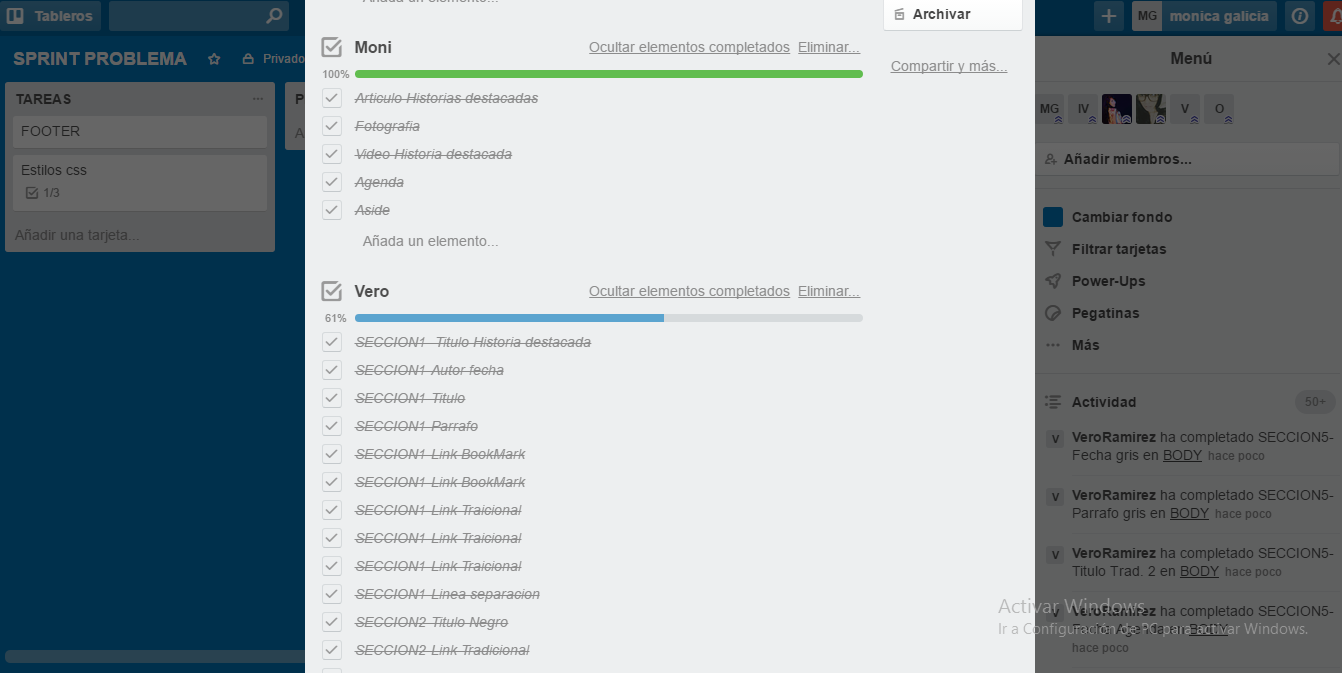 Tableros
MG monica galicia
SPRINT PROBLEMA
Privado
TAREAS
FOOTER
Estilos css
1/3
Añadir una tarjeta...
Añada un elemento...
Archivar
Compartir y más...
Moni Ocultar elementos completados Eliminar...
100%
Articulo Historias destacadas
Fotografia
Video Historia destacada
Agenda
Aside
Añada un elemento...
Vero Ocultar elementos completados Eliminar...
61%
SECCION1- Titulo Historia destacada
SECCION1-Autor fecha
SECCION1-Titulo
SECCION1-Parrafo
SECCION1-Link BookMark
SECCION1-Link BookMark
SECCION1-Link Traicional
SECCION1-Link Traicional
SECCION1-Link Traicional
SECCION1-Linea separacion
SECCION2-Titulo Negro
SECCION2-Link Tradicional
Menú
MG IV V O
Añadir miembros...
Cambiar fondo
Filtrar tarjetas
Power-Ups
Pegatinas
Más
Actividad 50+
V VeroRamirez ha completado SECCION5-
Fecha gris en BODY hace poco
V VeroRamirez ha completado SECCION5-
Parrafo gris en BODY hace poco
V VeroRamirez ha completado SECCION5-
Titulo Trad. 2 en BODY hace poco
V VeroRamirez ha completado SECCION5-
en BODY
hace poco
Activar Windows
Ir a Configuración de PC para activar Windows.